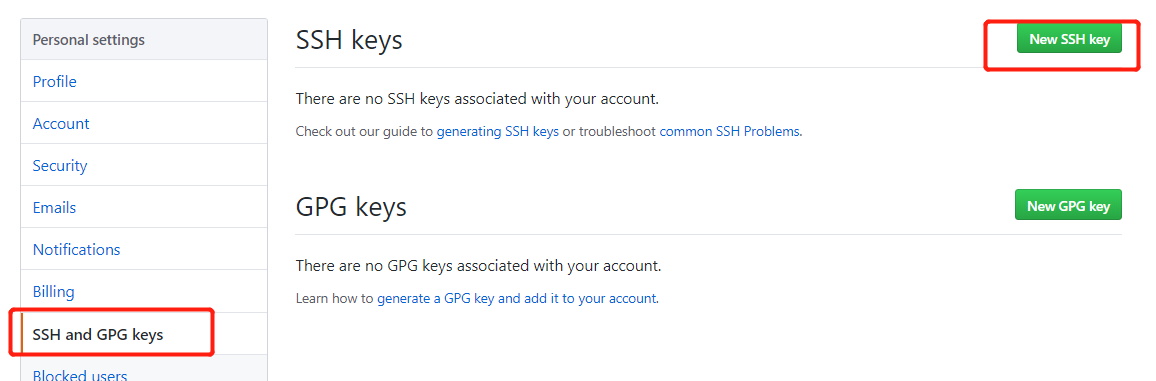 Personal settings
Profile
Account
Security
Emails
Notifications
Billing
SSH and GPG keys
Blocked users
SSH keys
New SSH key
There are no SSH keys associated with your account.
Check out our guide to generating SSH keys or troubleshoot common SSH Problems.
GPG keys
New GPG key
There are no GPG keys associated with your account.
Learn how to generate a GPG key and add it to your account.